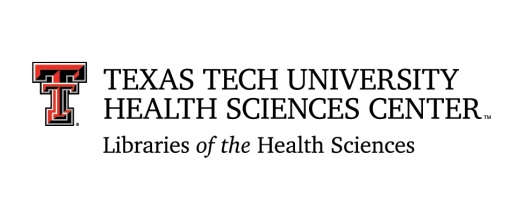 TEXAS TECH UNIVERSITY
HEALTH SCIENCES CENTER™
Libraries of the Health Sciences